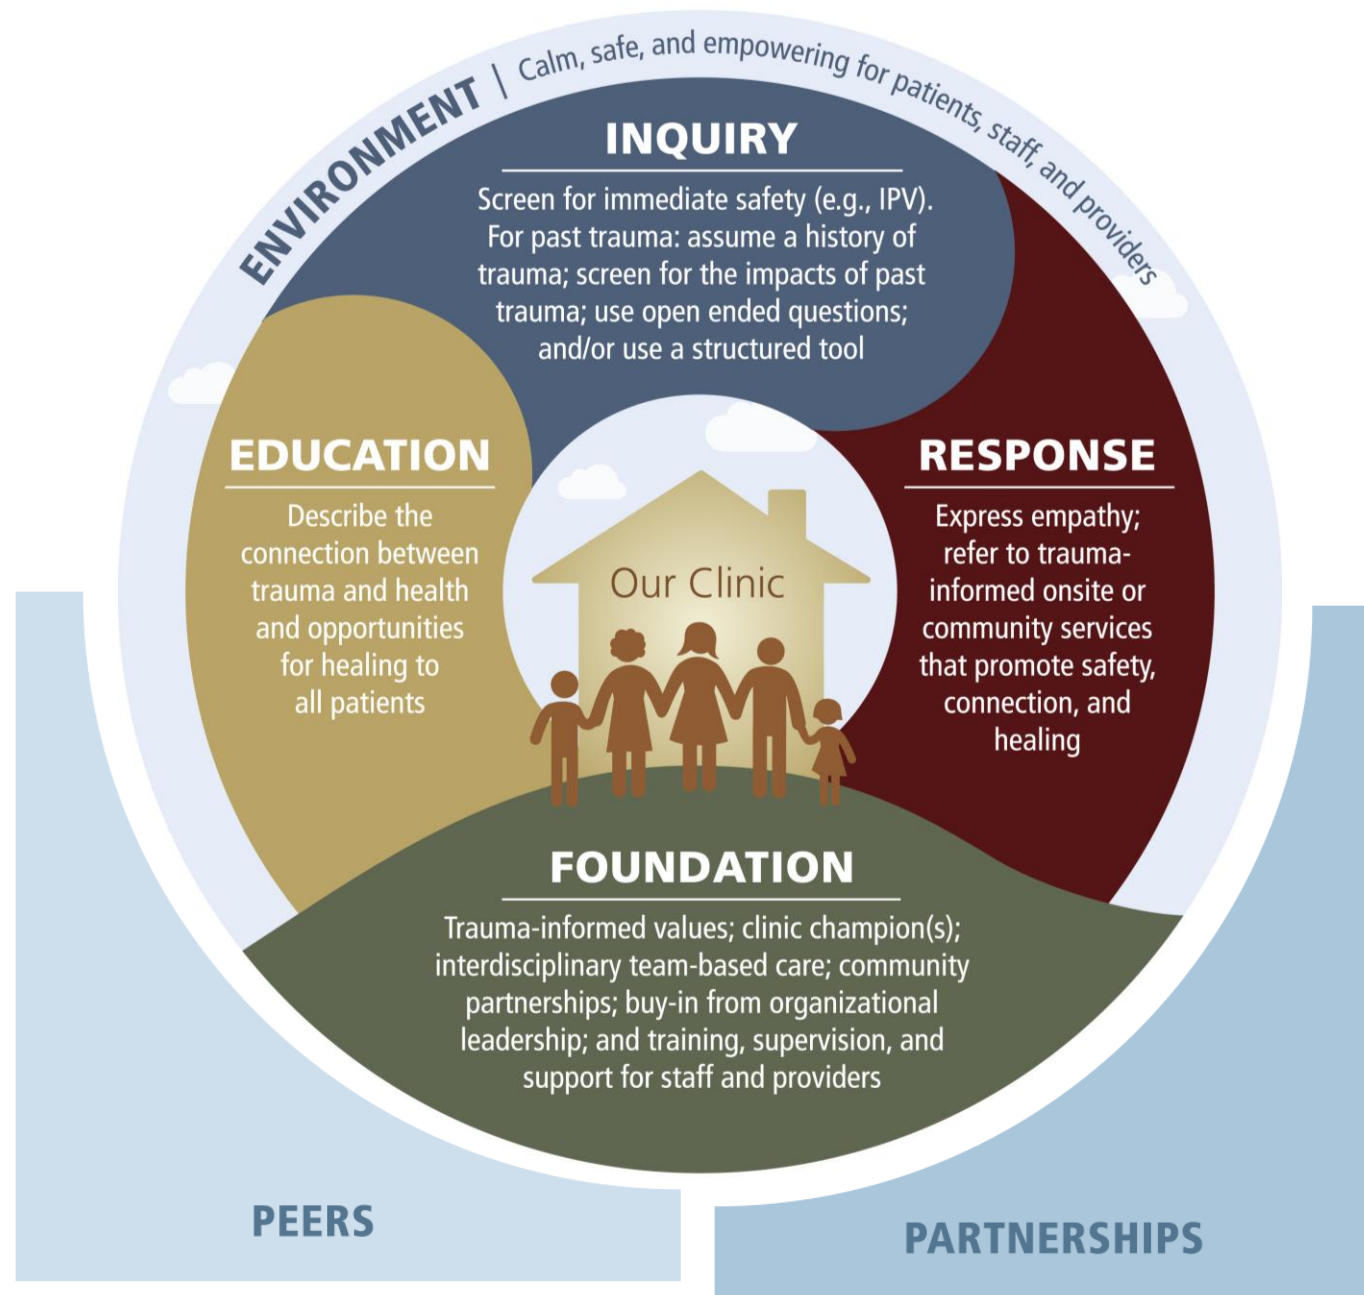 ENVIRONMENT | Calm, safe, and empowering for patients, staff, and providers
INQUIRY
Screen for immediate safety (e.g., IPV).
For past trauma: assume a history of
trauma; screen for the impacts of past
trauma; use open ended questions;
and/or use a structured tool
EDUCATION
Describe the
connection between
trauma and health
and opportunities
for healing to
all patients
RESPONSE
Express empathy;
refer to trauma-
informed onsite or
community services
that promote safety,
connection, and
healing
Our Clinic
FOUNDATION
Trauma-informed values; clinic champion(s);
interdisciplinary team-based care; community
partnerships; buy-in from organizational
leadership; and training, supervision, and
support for staff and providers
PEERS
PARTNERSHIPS